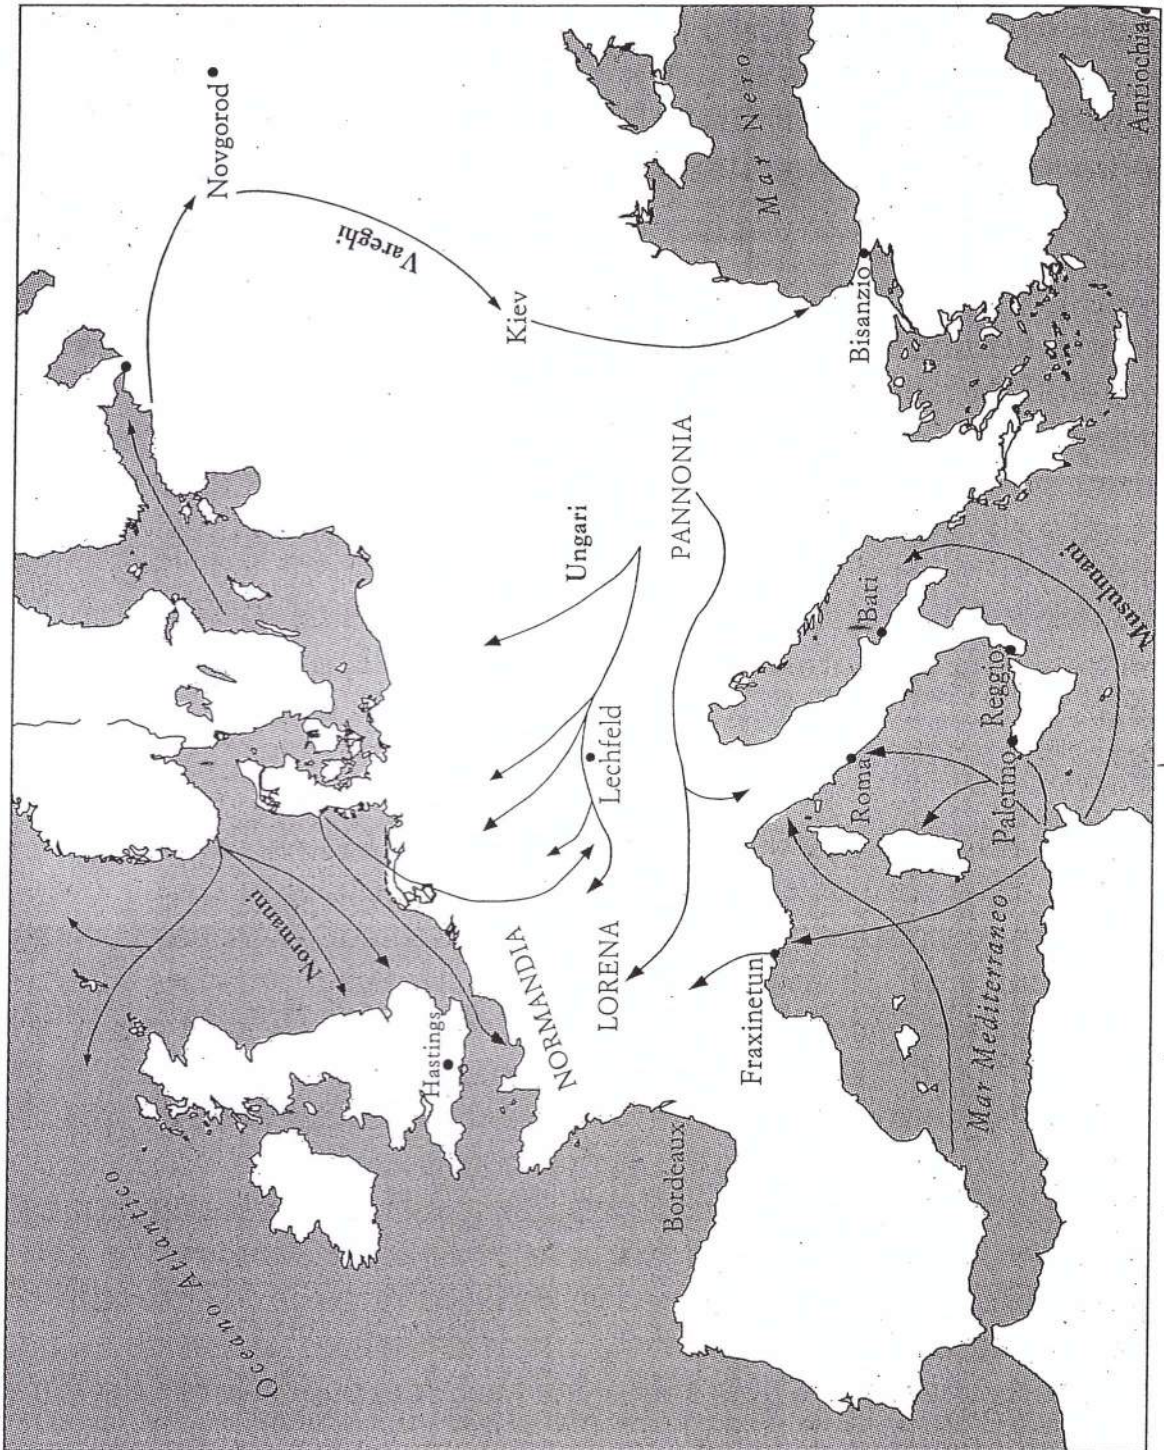 Oceano Atlantico
Normanni
Hastings
NORMANDIA
LORENA
Bordeaux
Fraxinetun
Lechfeld
Ungari
PANNONIA
Novgorod
Vareghi
Kiev
Mar Nero
Bisanzio
Antiochia
Bari
Roma
Reggio
Palermo
Musulmani
Mar Mediterraneo